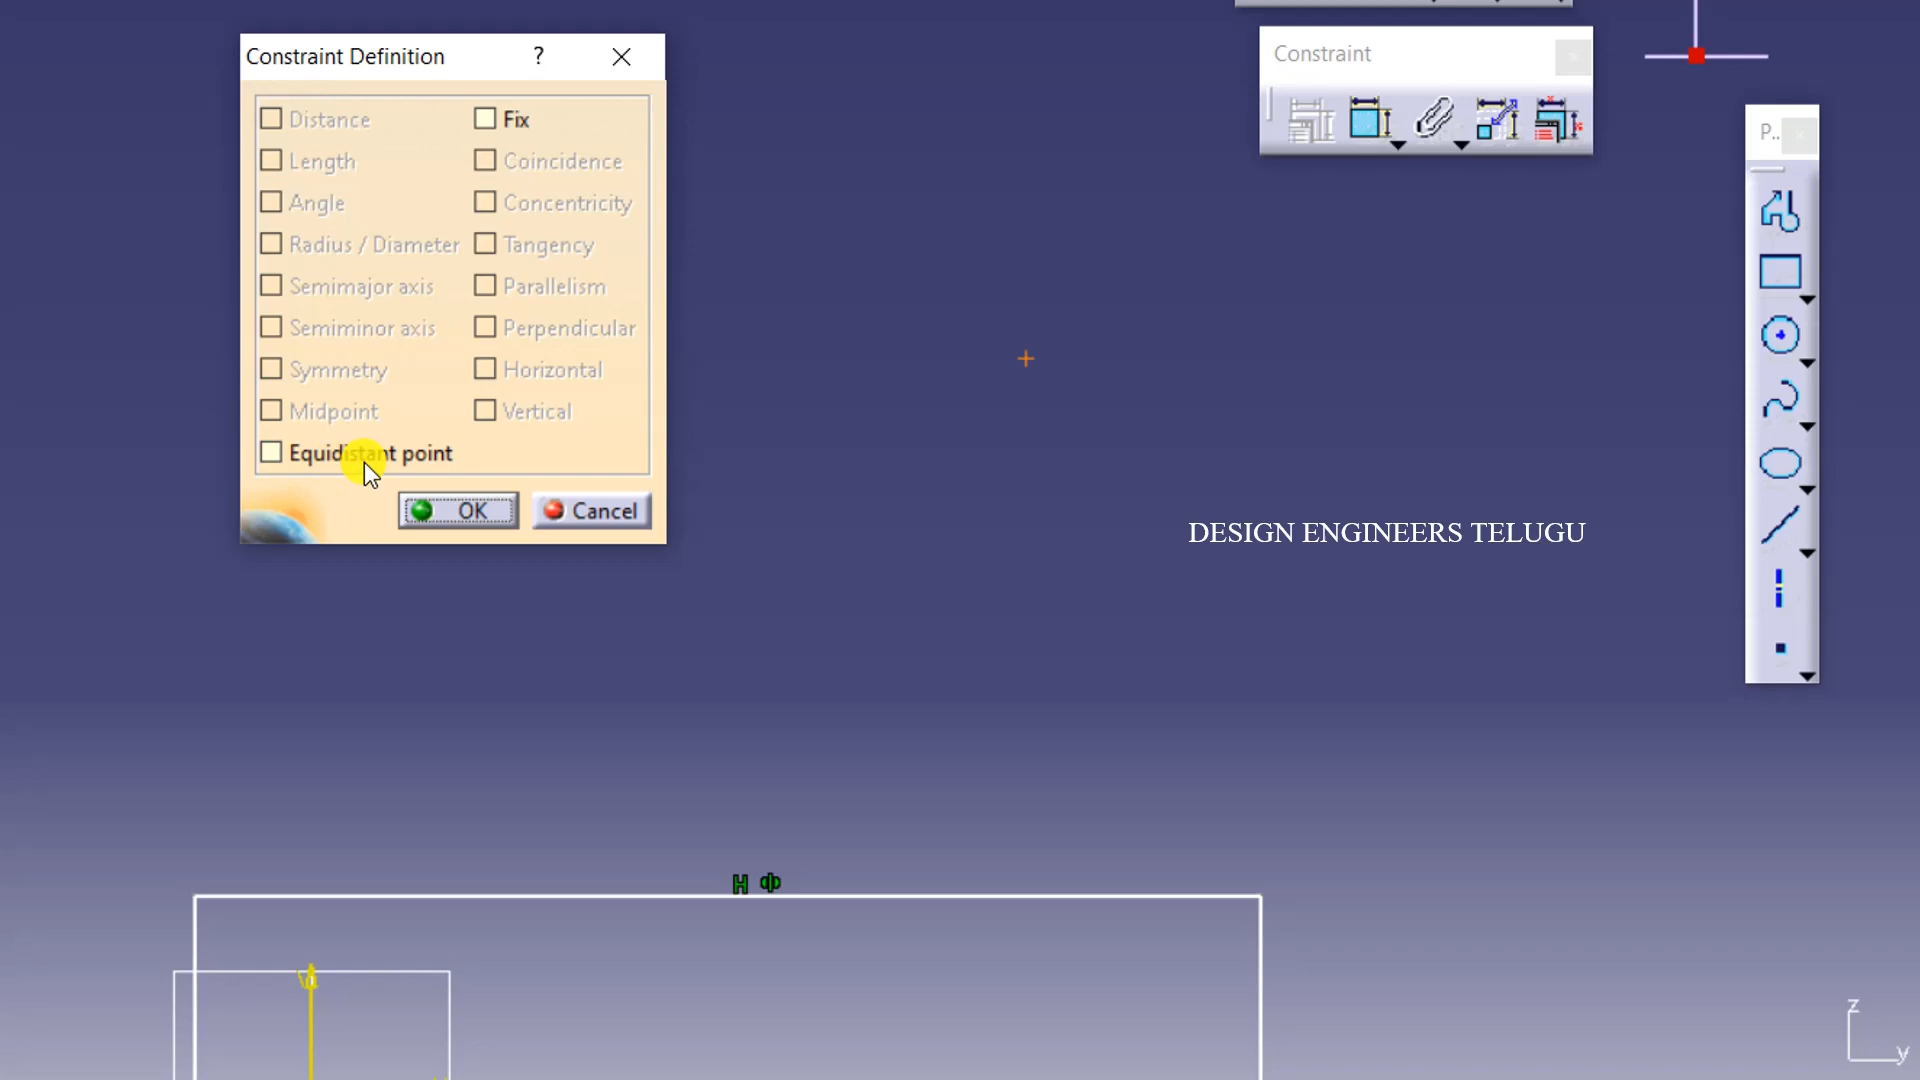 Constraint Definition ?
Distance
Fix
Length
Coincidence
Angle
Concentricity
Radius / Diameter
Tangency
Semimajor axis
Parallelism
Semiminor axis
Perpendicular
Symmetry
Horizontal
Midpoint
Vertical
Equidistant point
OK
Cancel
Constraint
P..
DESIGN ENGINEERS TELUGU
H
V
z
y